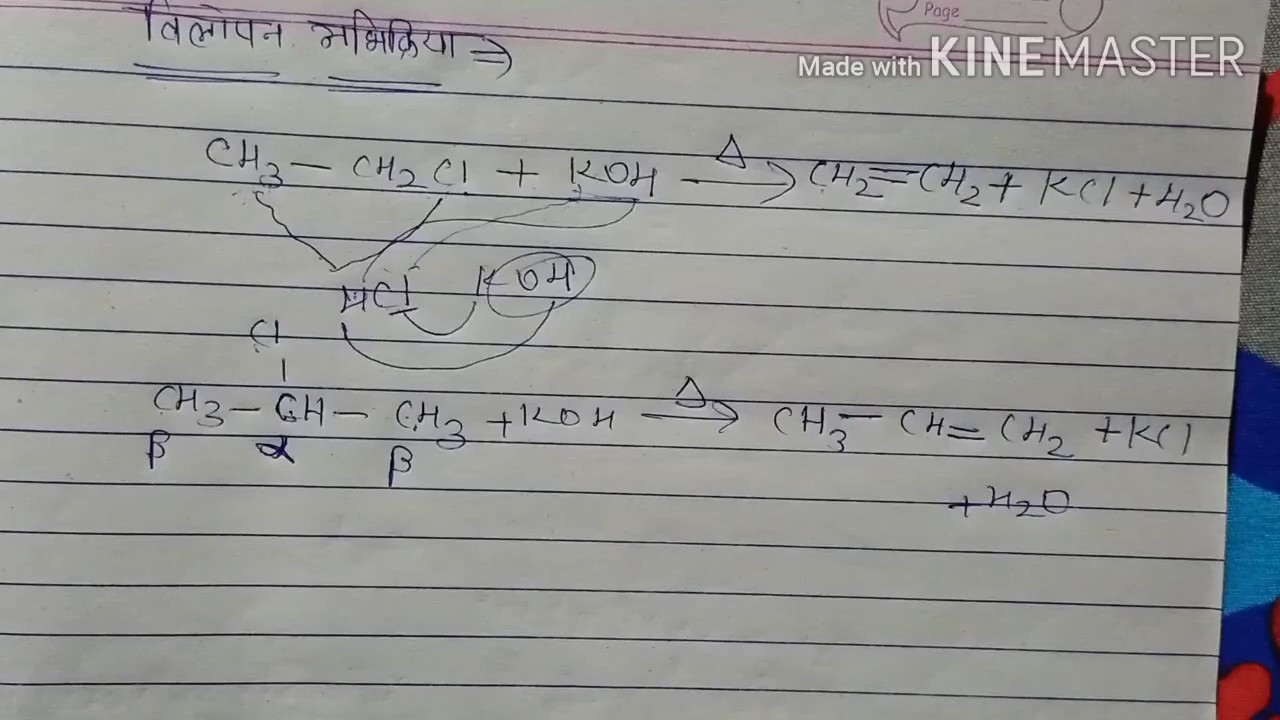 Page
Made with KINEMASTER
विलोपन अभिक्रिया ⇒
CH₃ — CH₂Cl + KOH —Δ→ CH₂=CH₂ + KCl + H₂O
HCl KOH
Cl
CH₃ — CH — CH₃ + KOH —Δ→ CH₃ — CH = CH₂ + KCl
β α β
+ H₂O